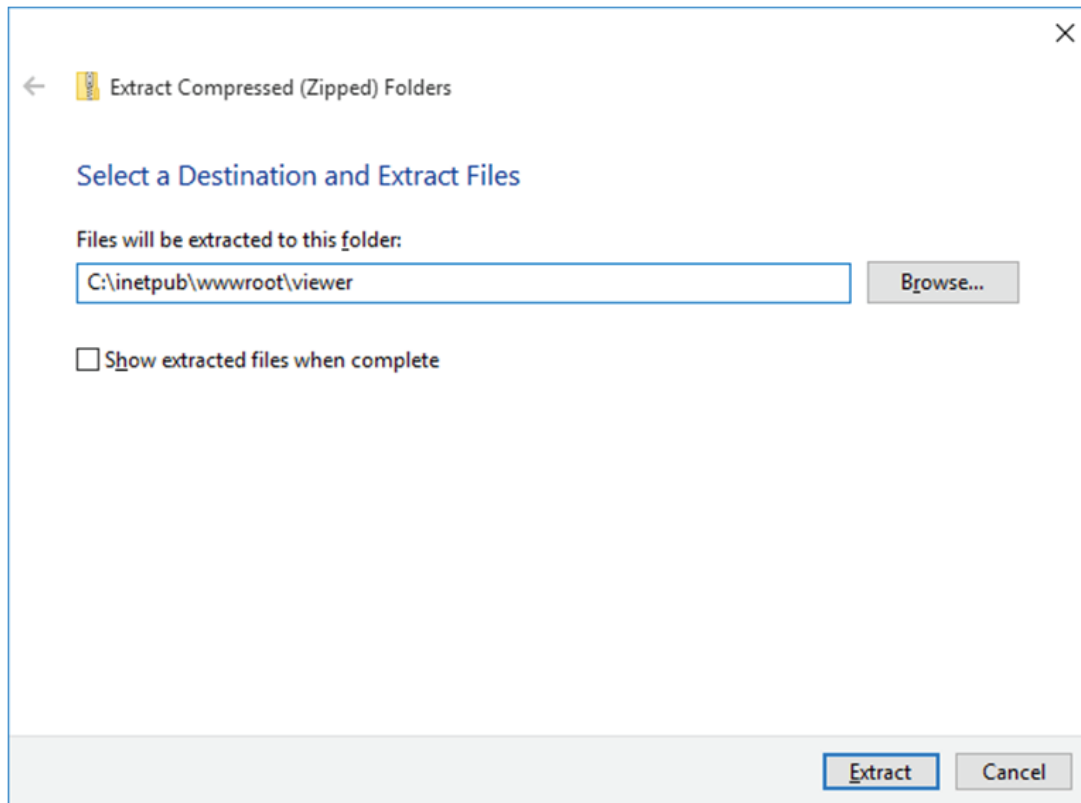 Extract Compressed (Zipped) Folders
Select a Destination and Extract Files
Files will be extracted to this folder:
C:\inetpub\wwwroot\viewer
Browse...
Show extracted files when complete
Extract
Cancel